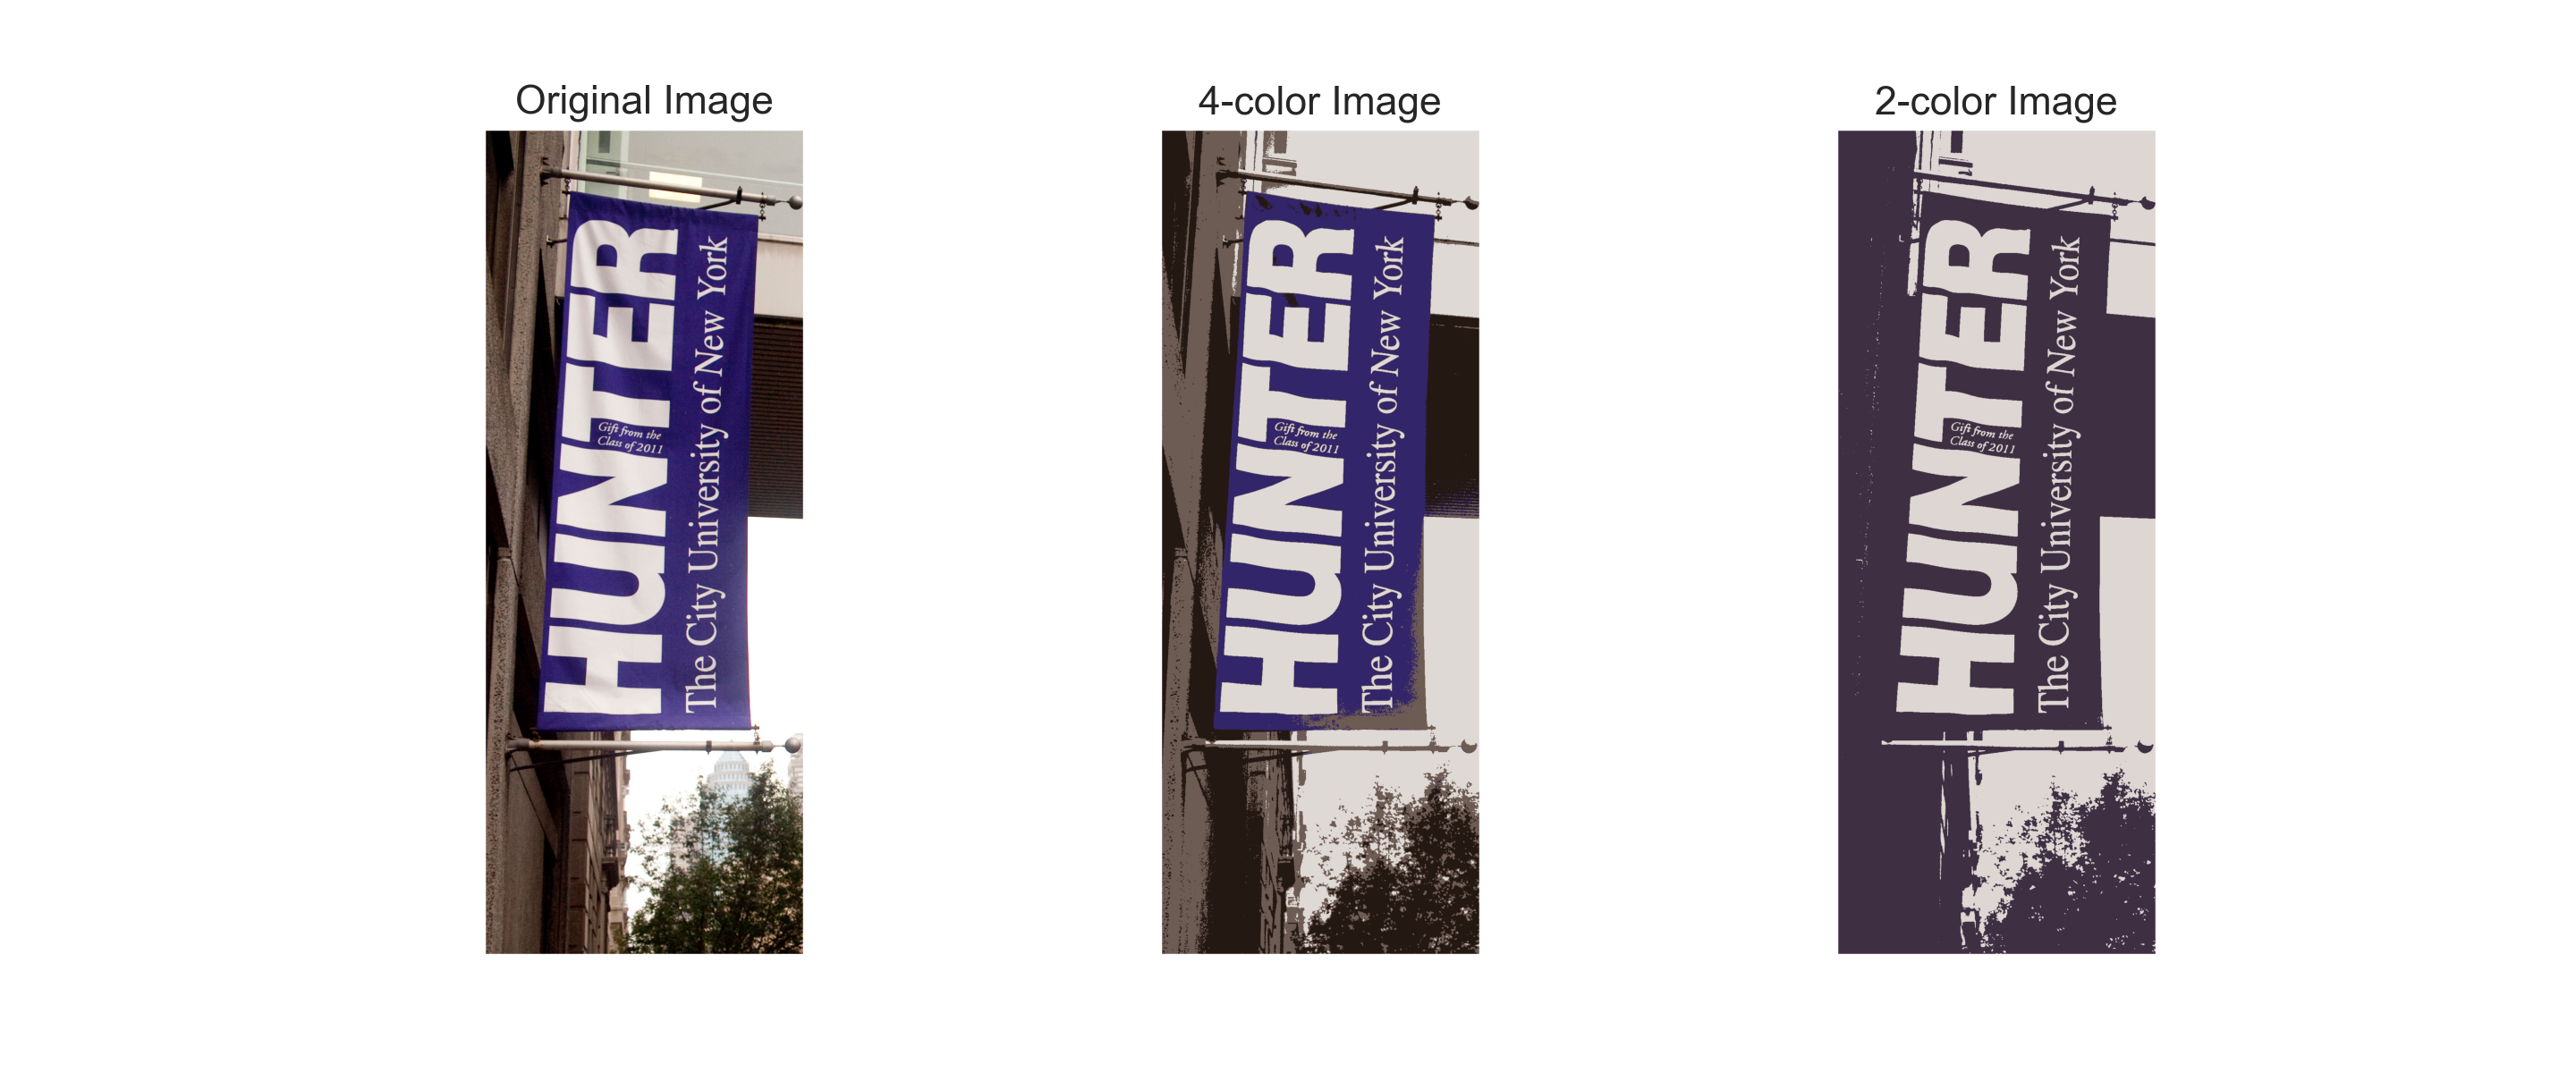 Original Image
HUNTER
The City University of New York
Gift from the
Class of 2011
4-color Image
HUNTER
The City University of New York
Gift from the
Class of 2011
2-color Image
HUNTER
The City University of New York
Gift from the
Class of 2011